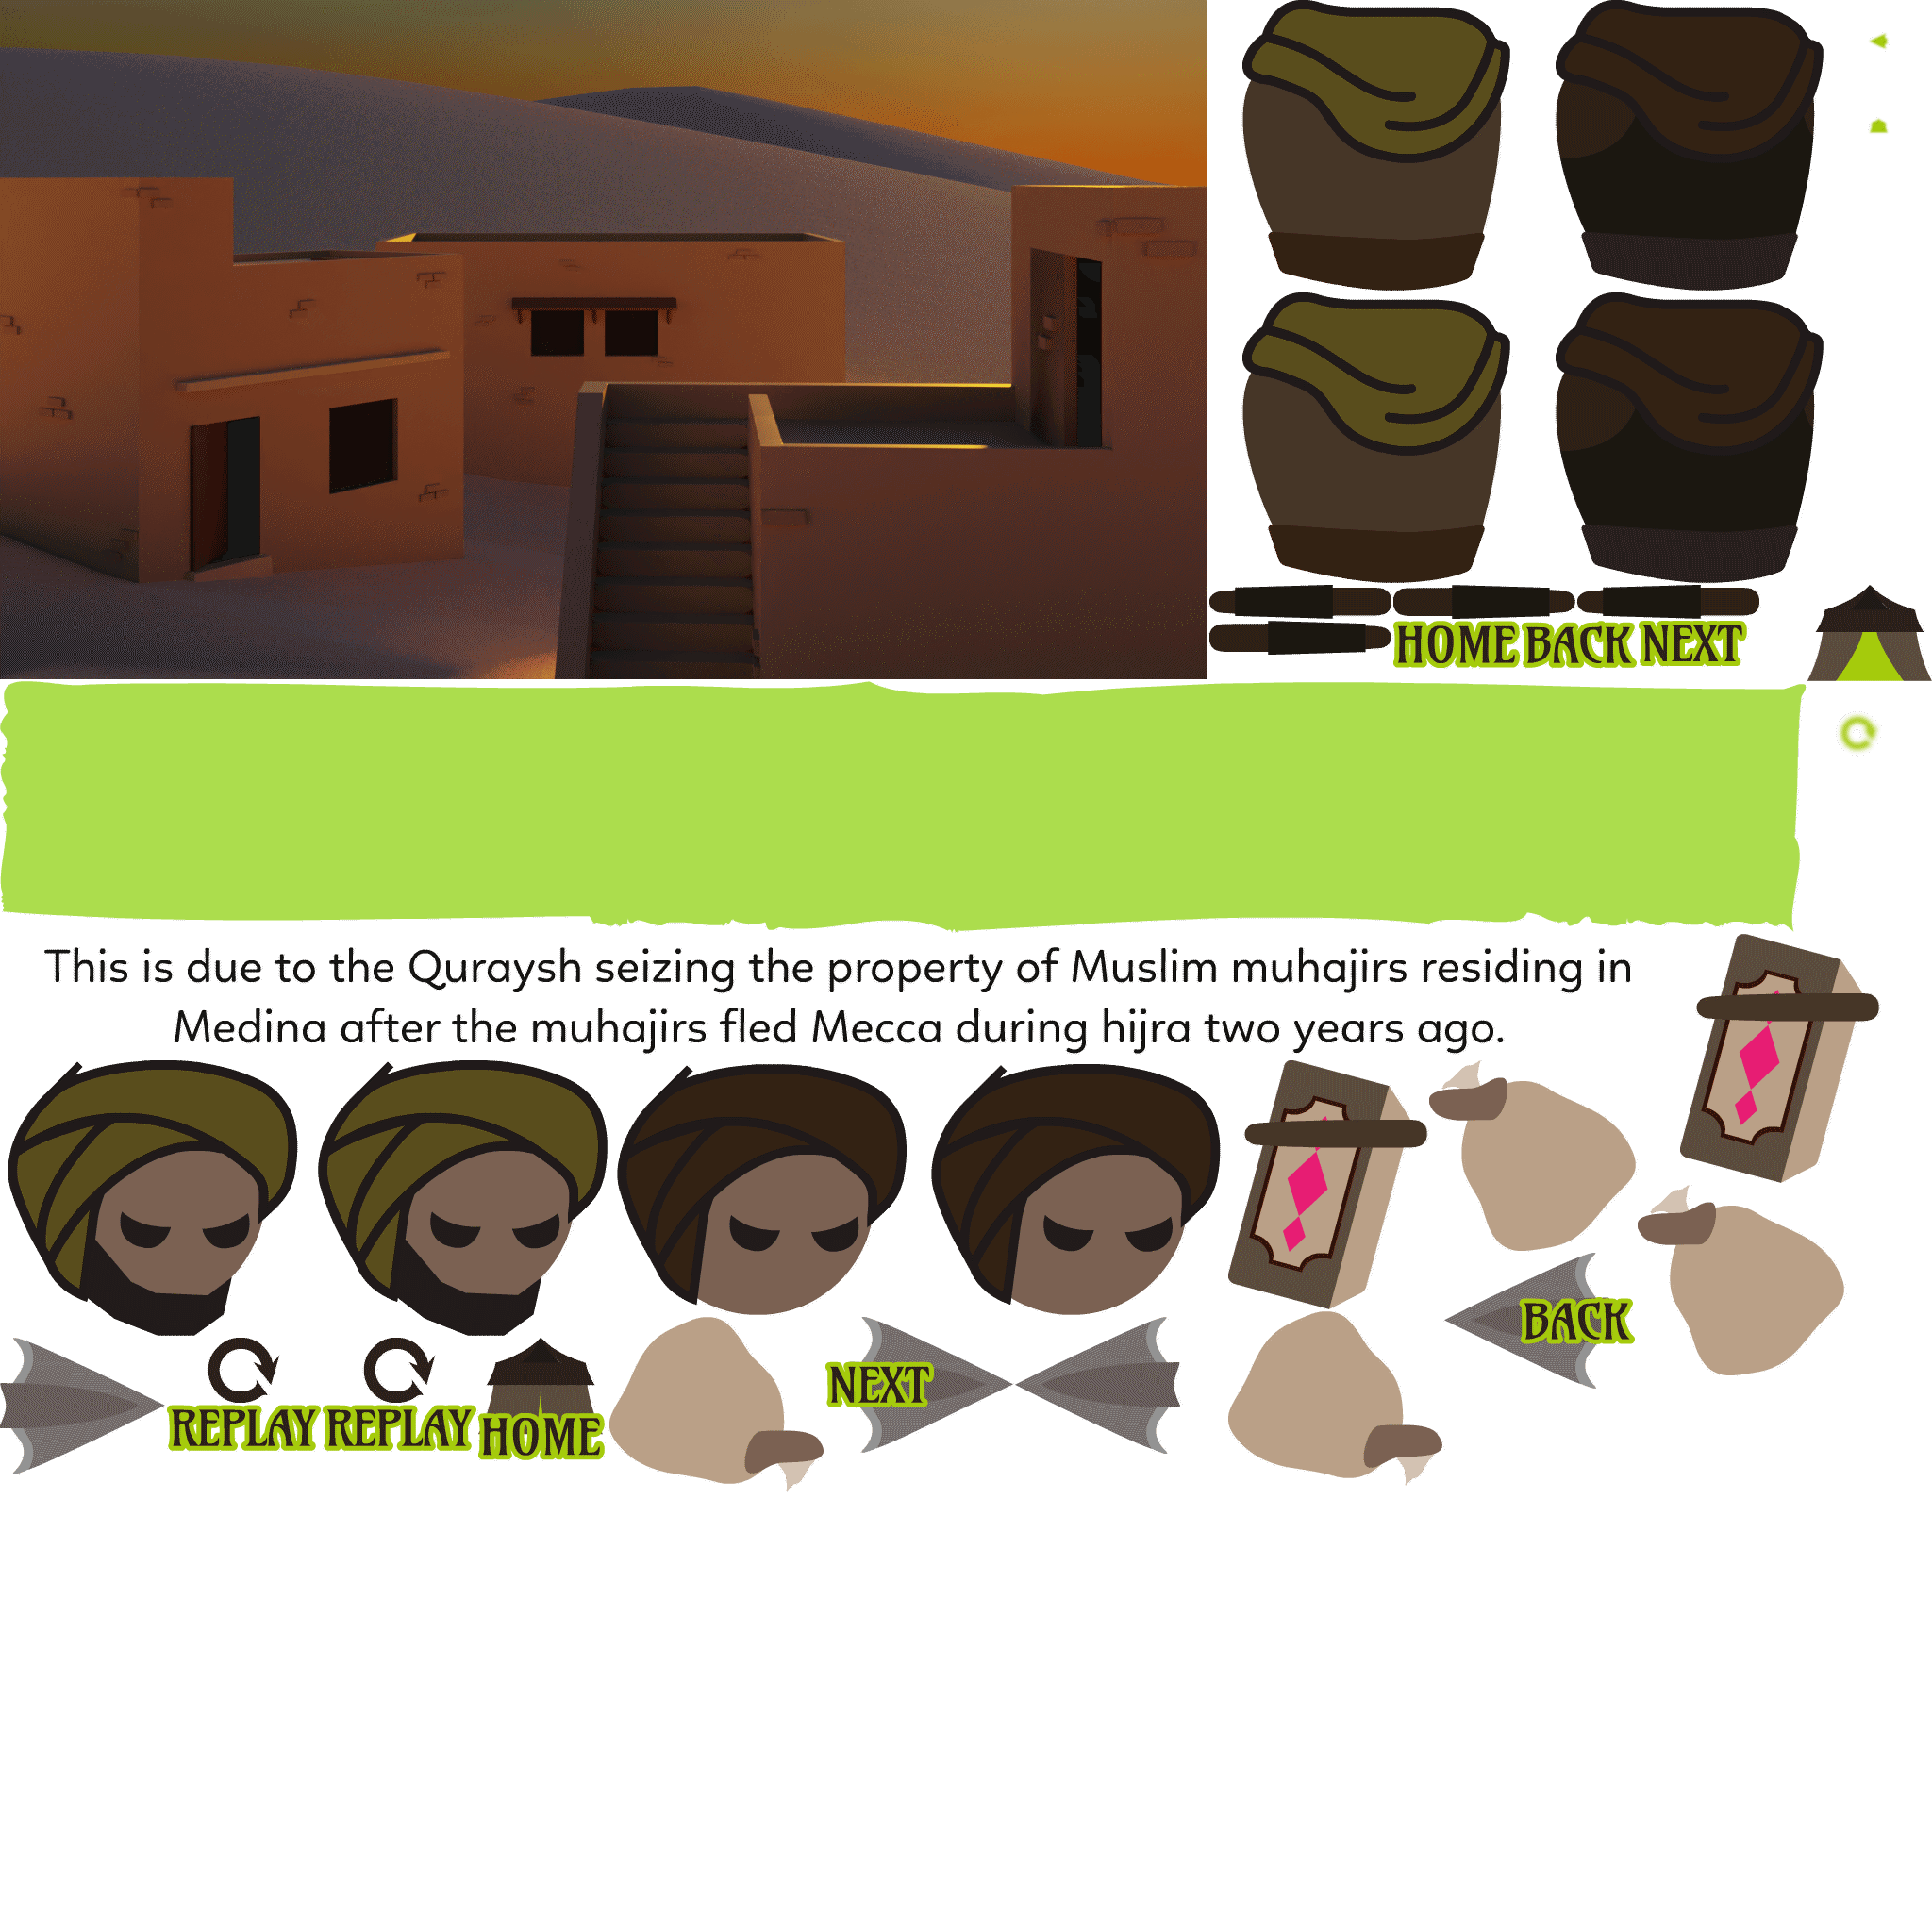 HOME BACK NEXT
This is due to the Quraysh seizing the property of Muslim muhajirs residing in
Medina after the muhajirs fled Mecca during hijra two years ago.
BACK
NEXT
REPLAY REPLAY HOME